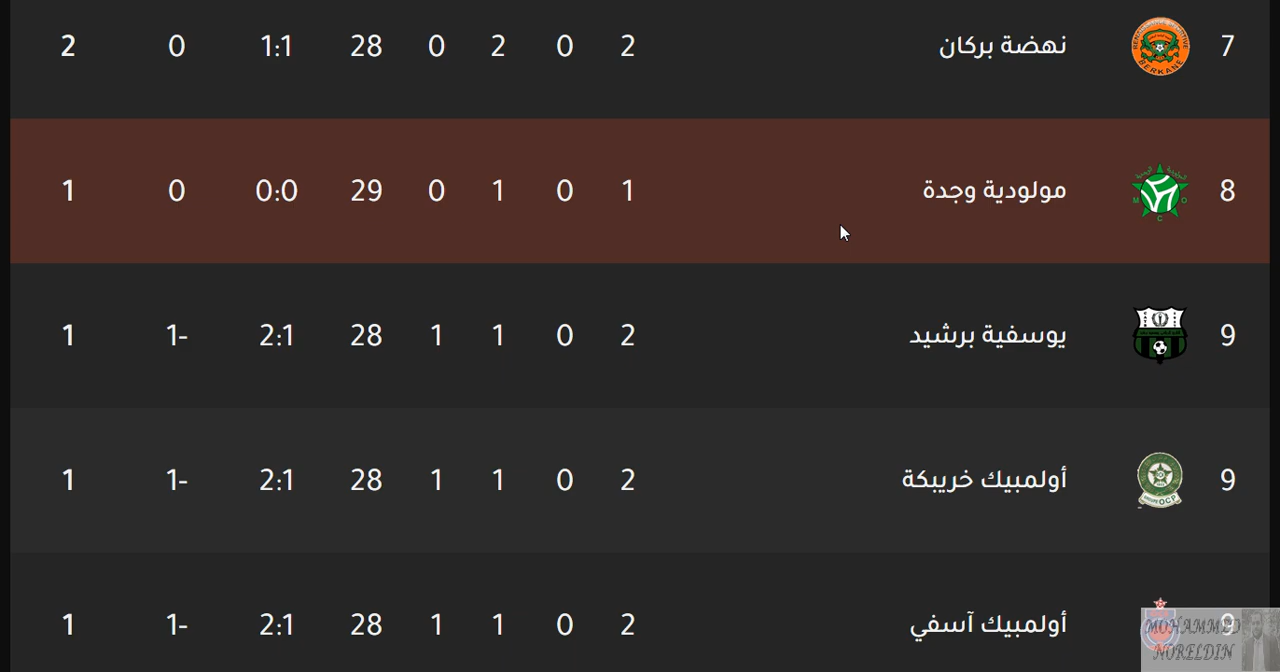 7 نهضة بركان 2 0 2 0 28 1:1 0 2
8 مولودية وجدة 1 0 1 0 29 0:0 0 1
9 يوسفية برشيد 2 0 1 1 28 2:1 1- 1
9 أولمبيك خريبكة 2 0 1 1 28 2:1 1- 1
9 أولمبيك آسفي 2 0 1 1 28 2:1 1- 1
MOHAMMED
NORELDIN